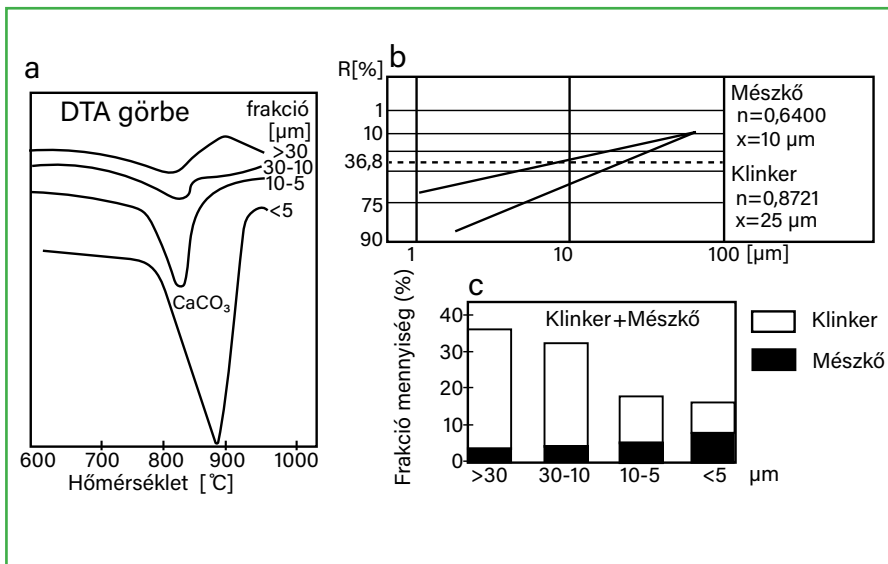 a
DTA görbe
frakció
[µm]
>30
30-10
10-5
<5
CaCO₃
600 700 800 900 1000
Hőmérséklet [℃]
b
R[%]
1
10
36,8
75
90
1 10 100 [µm]
Mészkő
n=0,6400
x=10 µm
Klinker
n=0,8721
x=25 µm
c
Frakció mennyiség (%)
40
30
20
10
0
Klinker+Mészkő
>30 30-10 10-5 <5 µm
Klinker
Mészkő